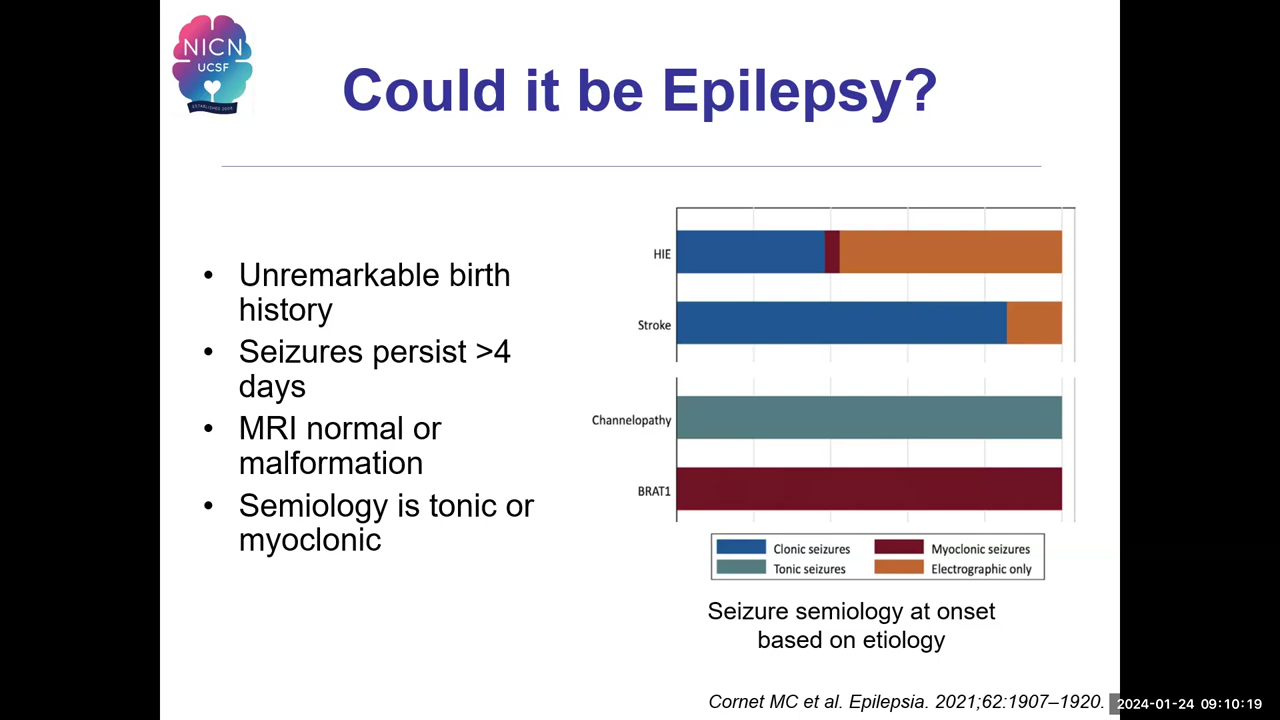 NICN
UCSF
Could it be Epilepsy?
• Unremarkable birth
history
• Seizures persist >4
days
• MRI normal or
malformation
• Semiology is tonic or
myoclonic
HIE
Stroke
Channelopathy
BRAT1
Clonic seizures
Myoclonic seizures
Tonic seizures
Electrographic only
Seizure semiology at onset
based on etiology
Cornet MC et al. Epilepsia. 2021;62:1907–1920.
2024-01-24 09:10:19